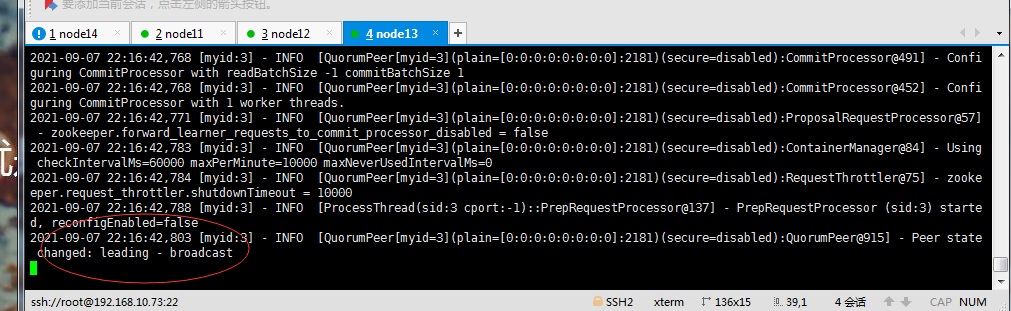 要添加当前会话，点击左侧的箭头按钮。
1 node14 × 2 node11 × 3 node12 × 4 node13 × +
2021-09-07 22:16:42,768 [myid:3] - INFO  [QuorumPeer[myid=3](plain=[0:0:0:0:0:0:0:0]:2181)(secure=disabled):CommitProcessor@491] - Confi
guring CommitProcessor with readBatchSize -1 commitBatchSize 1
2021-09-07 22:16:42,768 [myid:3] - INFO  [QuorumPeer[myid=3](plain=[0:0:0:0:0:0:0:0]:2181)(secure=disabled):CommitProcessor@452] - Confi
guring CommitProcessor with 1 worker threads.
2021-09-07 22:16:42,771 [myid:3] - INFO  [QuorumPeer[myid=3](plain=[0:0:0:0:0:0:0:0]:2181)(secure=disabled):ProposalRequestProcessor@57]
 - zookeeper.forward_learner_requests_to_commit_processor_disabled = false
2021-09-07 22:16:42,783 [myid:3] - INFO  [QuorumPeer[myid=3](plain=[0:0:0:0:0:0:0:0]:2181)(secure=disabled):ContainerManager@84] - Using
 checkIntervalMs=60000 maxPerMinute=10000 maxNeverUsedIntervalMs=0
2021-09-07 22:16:42,784 [myid:3] - INFO  [QuorumPeer[myid=3](plain=[0:0:0:0:0:0:0:0]:2181)(secure=disabled):RequestThrottler@75] - zooke
eper.request_throttler.shutdownTimeout = 10000
2021-09-07 22:16:42,788 [myid:3] - INFO  [ProcessThread(sid:3 cport:-1)::PrepRequestProcessor@137] - PrepRequestProcessor (sid:3) starte
d, reconfigEnabled=false
2021-09-07 22:16:42,803 [myid:3] - INFO  [QuorumPeer[myid=3](plain=[0:0:0:0:0:0:0:0]:2181)(secure=disabled):QuorumPeer@915] - Peer state
 changed: leading - broadcast
ssh://root@192.168.10.73:22 SSH2 xterm 136x15 39,1 4 会话 CAP NUM